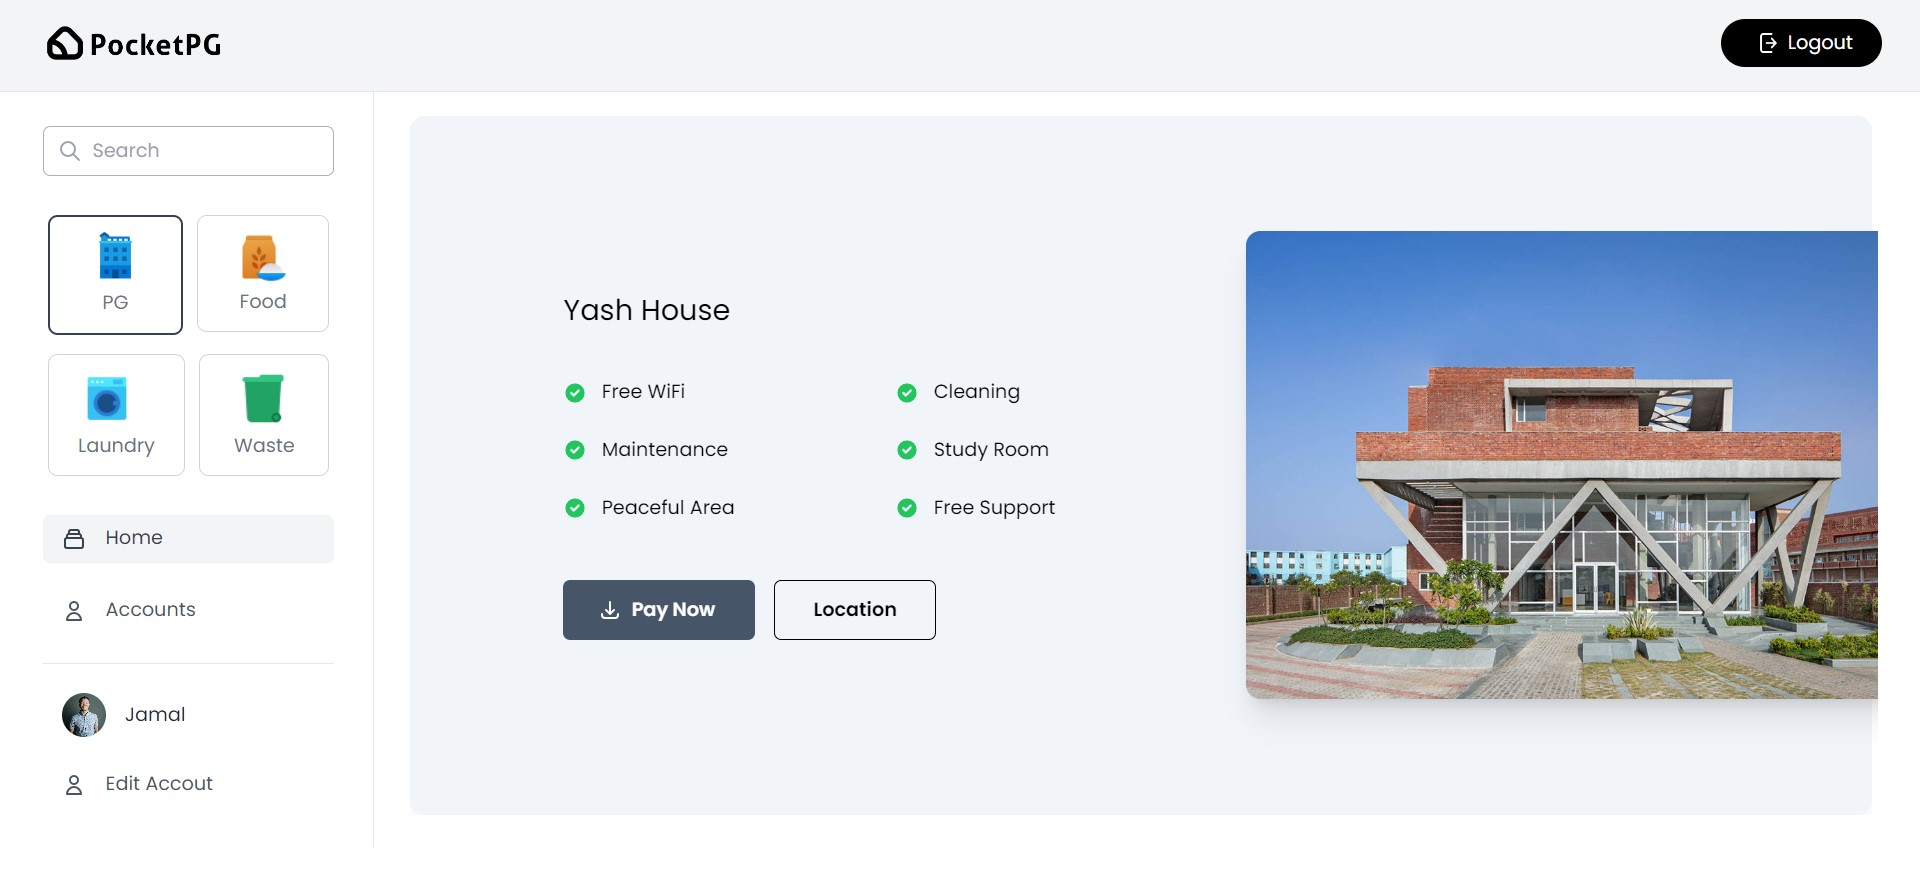 PocketPG
Logout
Search
PG
Food
Laundry
Waste
Home
Accounts
Jamal
Edit Accout
Yash House
Free WiFi
Cleaning
Maintenance
Study Room
Peaceful Area
Free Support
Pay Now
Location